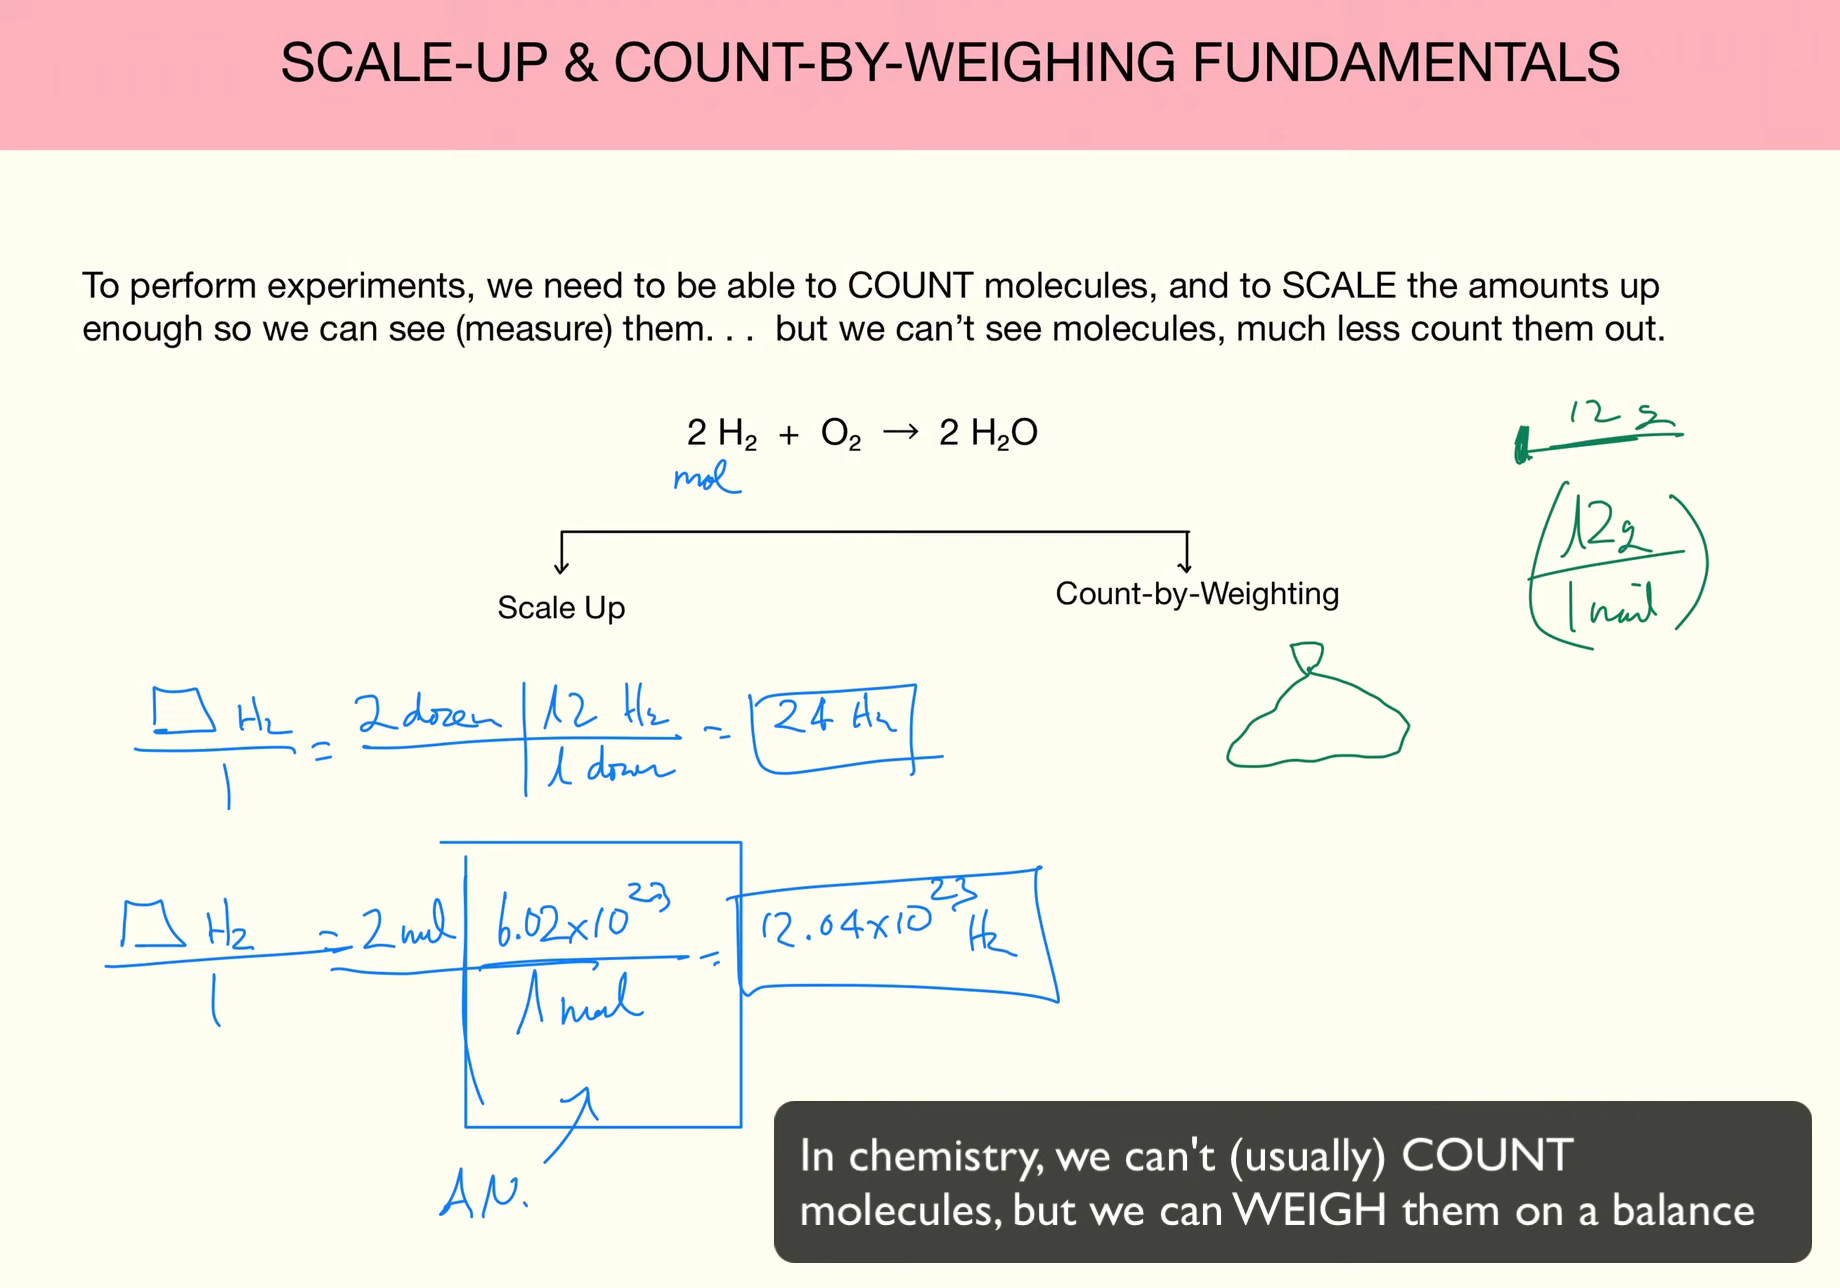 SCALE-UP & COUNT-BY-WEIGHING FUNDAMENTALS
To perform experiments, we need to be able to COUNT molecules, and to SCALE the amounts up
enough so we can see (measure) them. . .  but we can’t see molecules, much less count them out.
2 H₂ + O₂ → 2 H₂O
mol
12 g
12g
1 nail
Scale Up
Count-by-Weighting
□ H₂ = 2 dozen | 12 H₂ = 24 H₂
1 | 1 dozen
□ H₂ = 2 mol | 6.02x10²³ = 12.04x10²³ H₂
1 | 1 mol
A N.
In chemistry, we can't (usually) COUNT
molecules, but we can WEIGH them on a balance